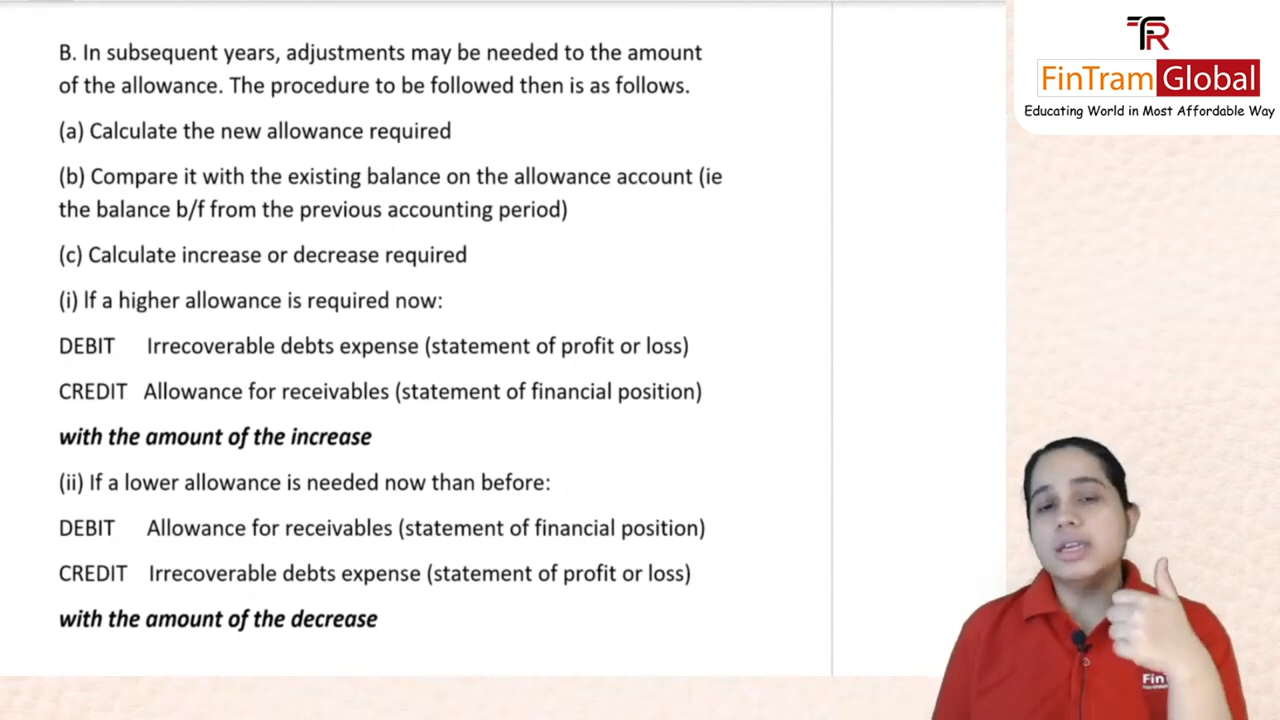 B. In subsequent years, adjustments may be needed to the amount
of the allowance. The procedure to be followed then is as follows.
(a) Calculate the new allowance required
(b) Compare it with the existing balance on the allowance account (ie
the balance b/f from the previous accounting period)
(c) Calculate increase or decrease required
(i) If a higher allowance is required now:
DEBIT Irrecoverable debts expense (statement of profit or loss)
CREDIT Allowance for receivables (statement of financial position)
with the amount of the increase
(ii) If a lower allowance is needed now than before:
DEBIT Allowance for receivables (statement of financial position)
CREDIT Irrecoverable debts expense (statement of profit or loss)
with the amount of the decrease
FinTram Global
Educating World in Most Affordable Way
Fin